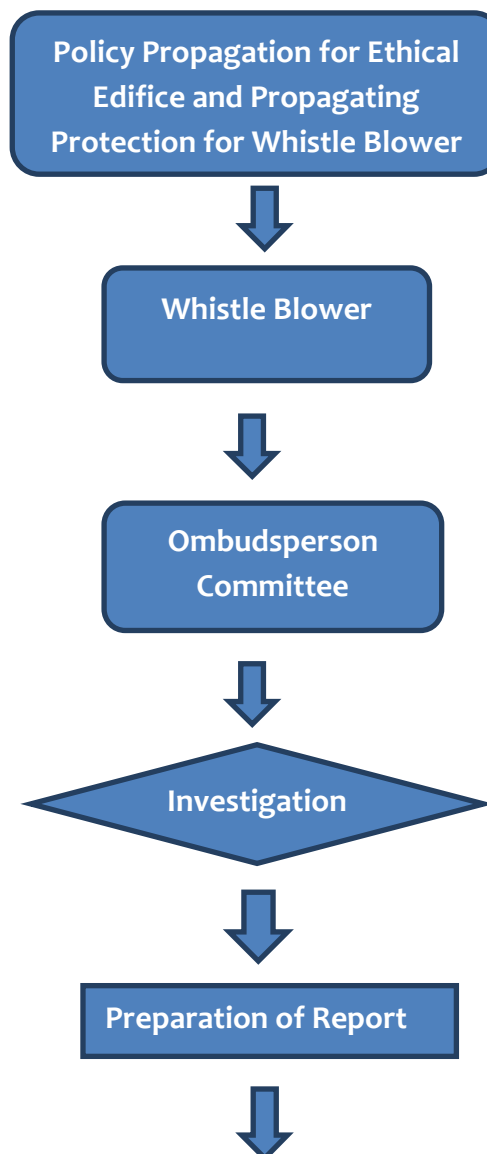 Policy Propagation for Ethical
Edifice and Propagating
Protection for Whistle Blower
Whistle Blower
Ombudsperson
Committee
Investigation
Preparation of Report